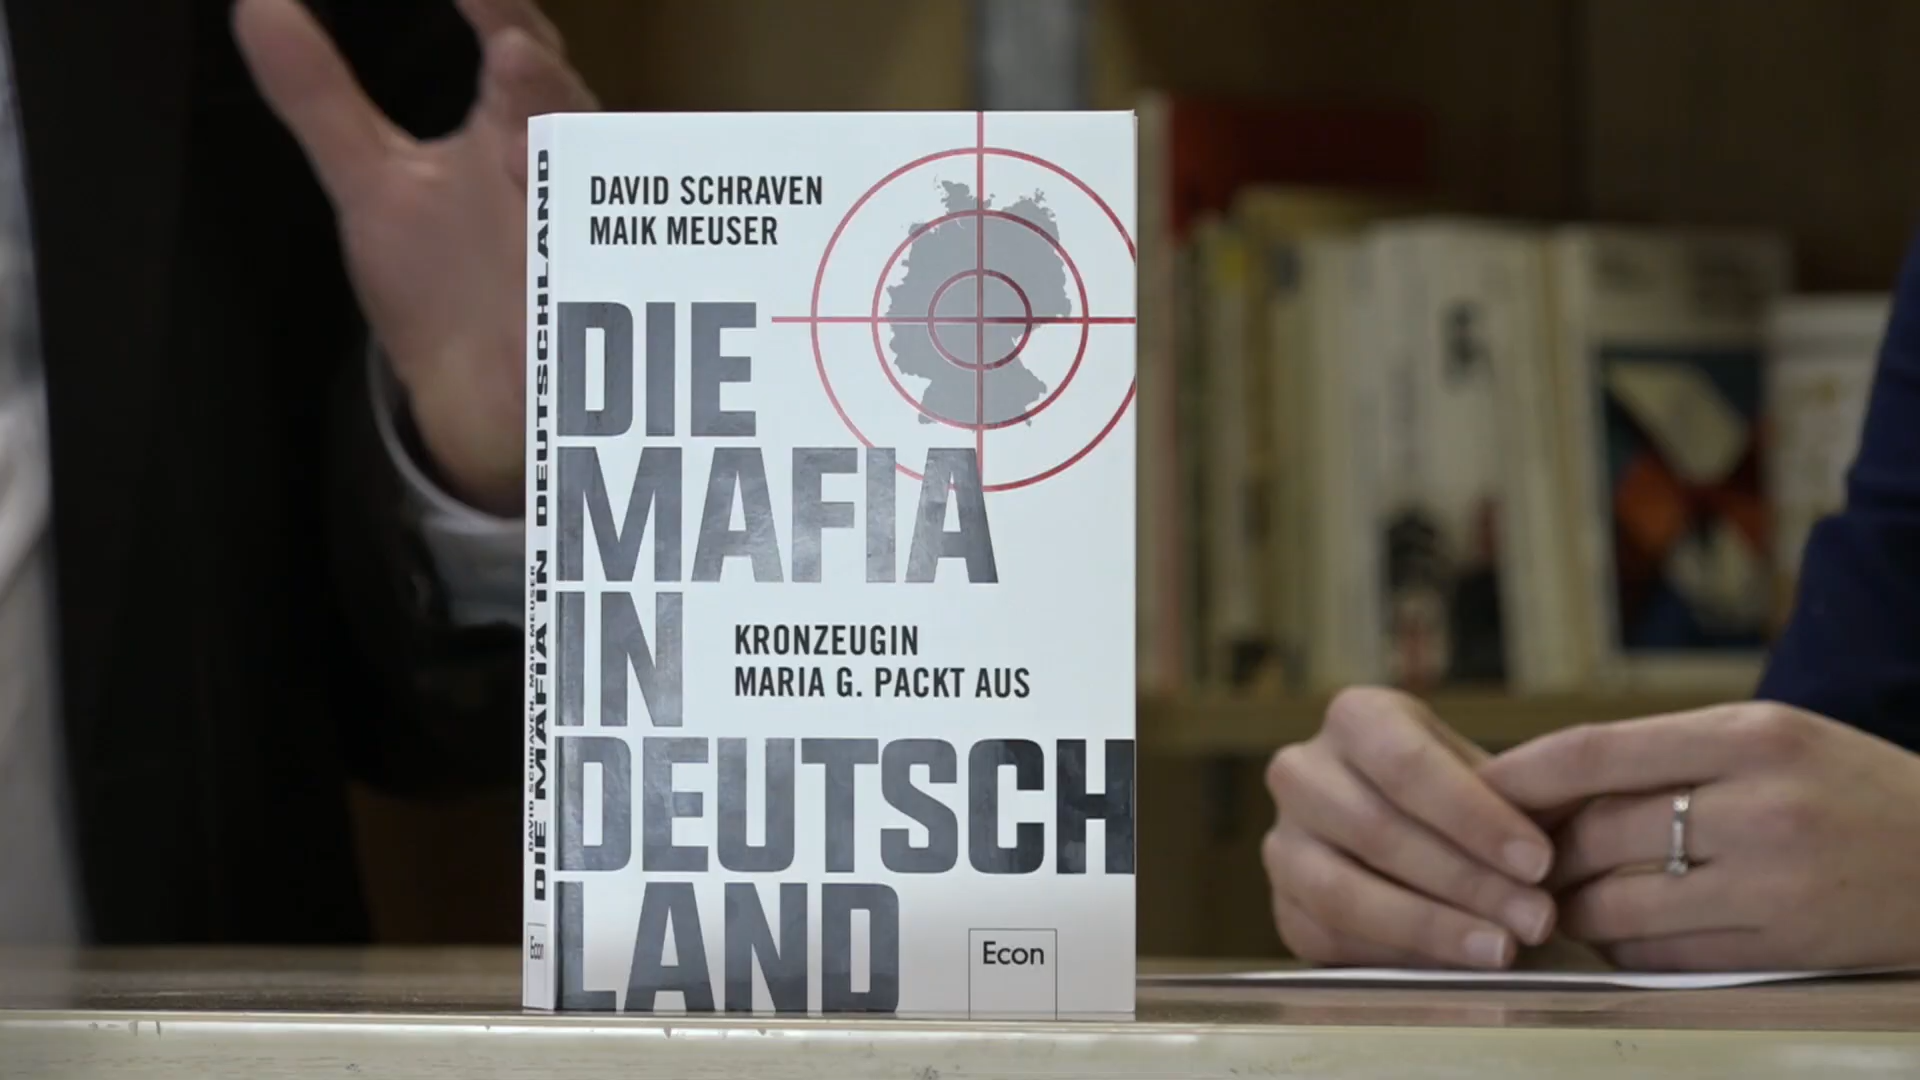 DAVID SCHRAVEN
MAIK MEUSER
DIE
MAFIA
IN
KRONZEUGIN
MARIA G. PACKT AUS
DEUTSCH
LAND
Econ
DAVID SCHRAVEN, MAIK MEUSER
DIE MAFIA IN DEUTSCHLAND
Econ